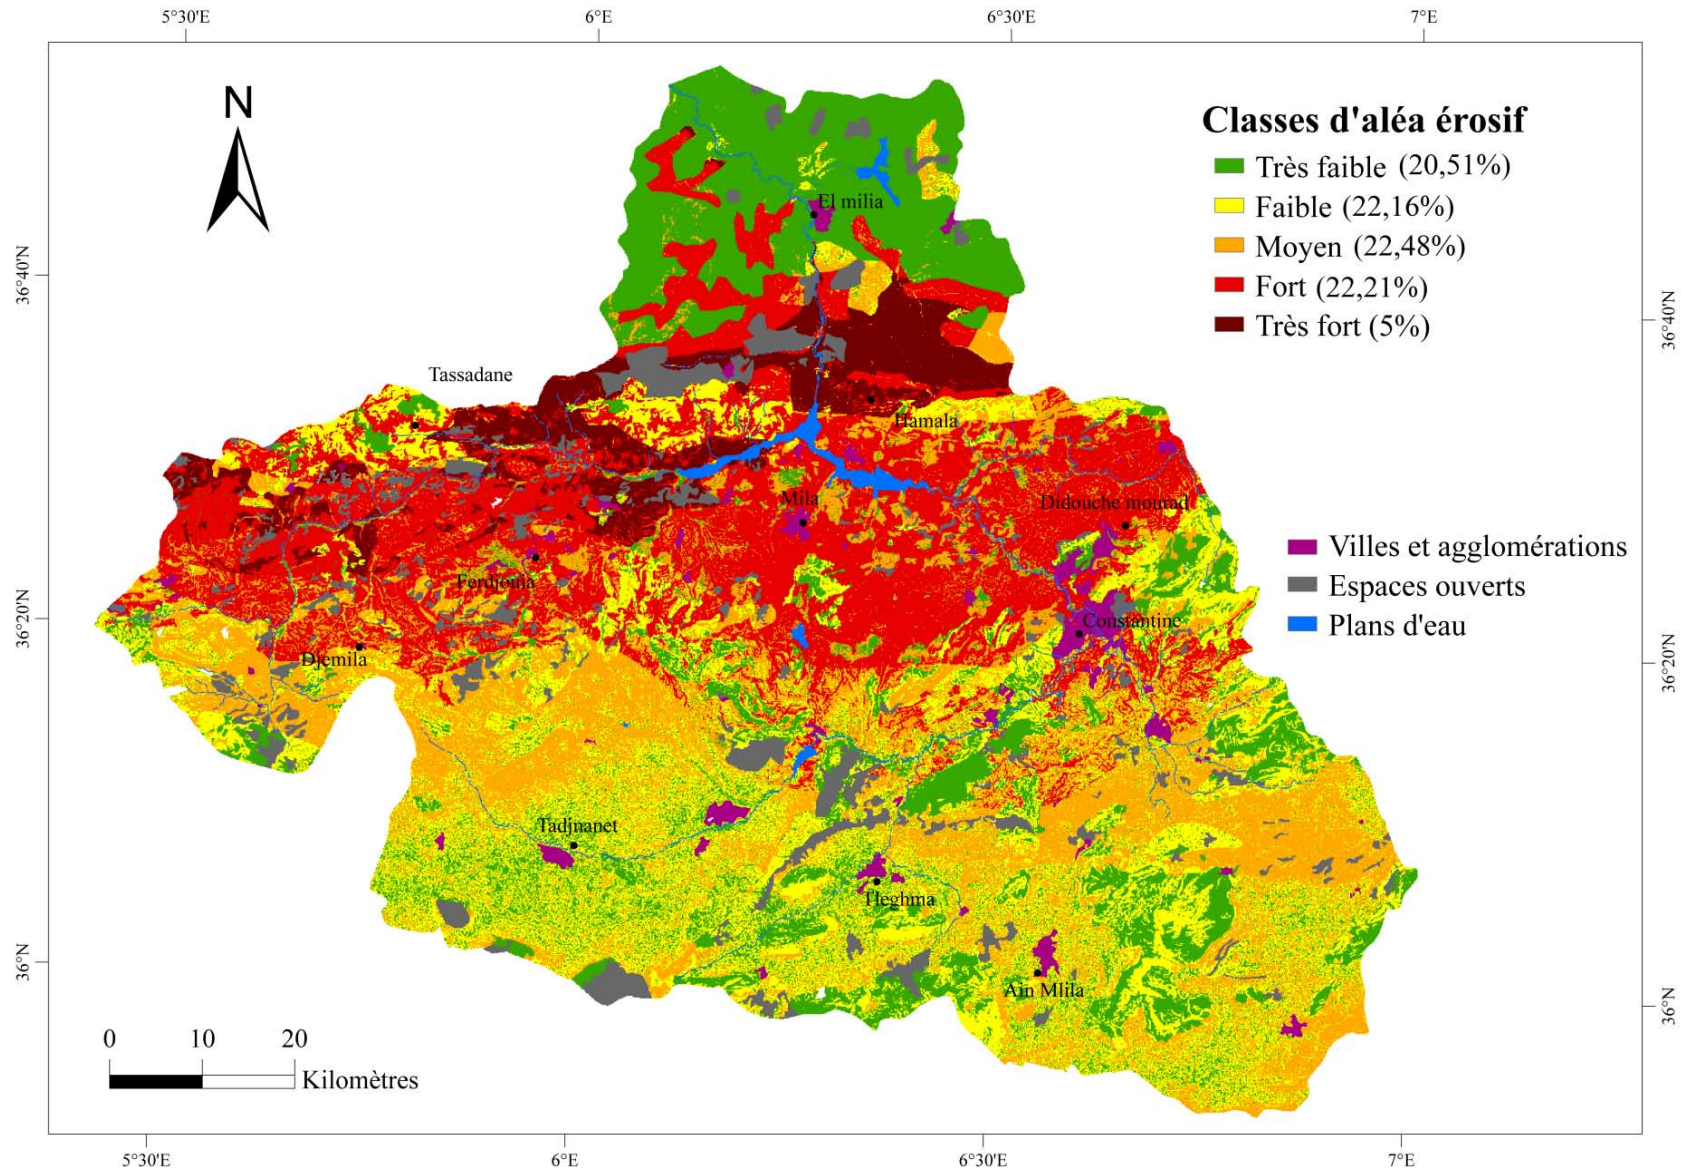 5°30'E 6°E 6°30'E 7°E
N
Classes d'aléa érosif
Très faible (20,51%)
Faible (22,16%)
Moyen (22,48%)
Fort (22,21%)
Très fort (5%)
El milia
36°40'N
36°40'N
Tassadane
Hamala
Mila
Didouche mourad
Villes et agglomérations
Espaces ouverts
Plans d'eau
Ferdjouia
36°20'N
Constantine
36°20'N
Djemila
Tadjnanet
Tleghma
36°N
Ain Mlila
36°N
0 10 20
Kilomètres
5°30'E 6°E 6°30'E 7°E